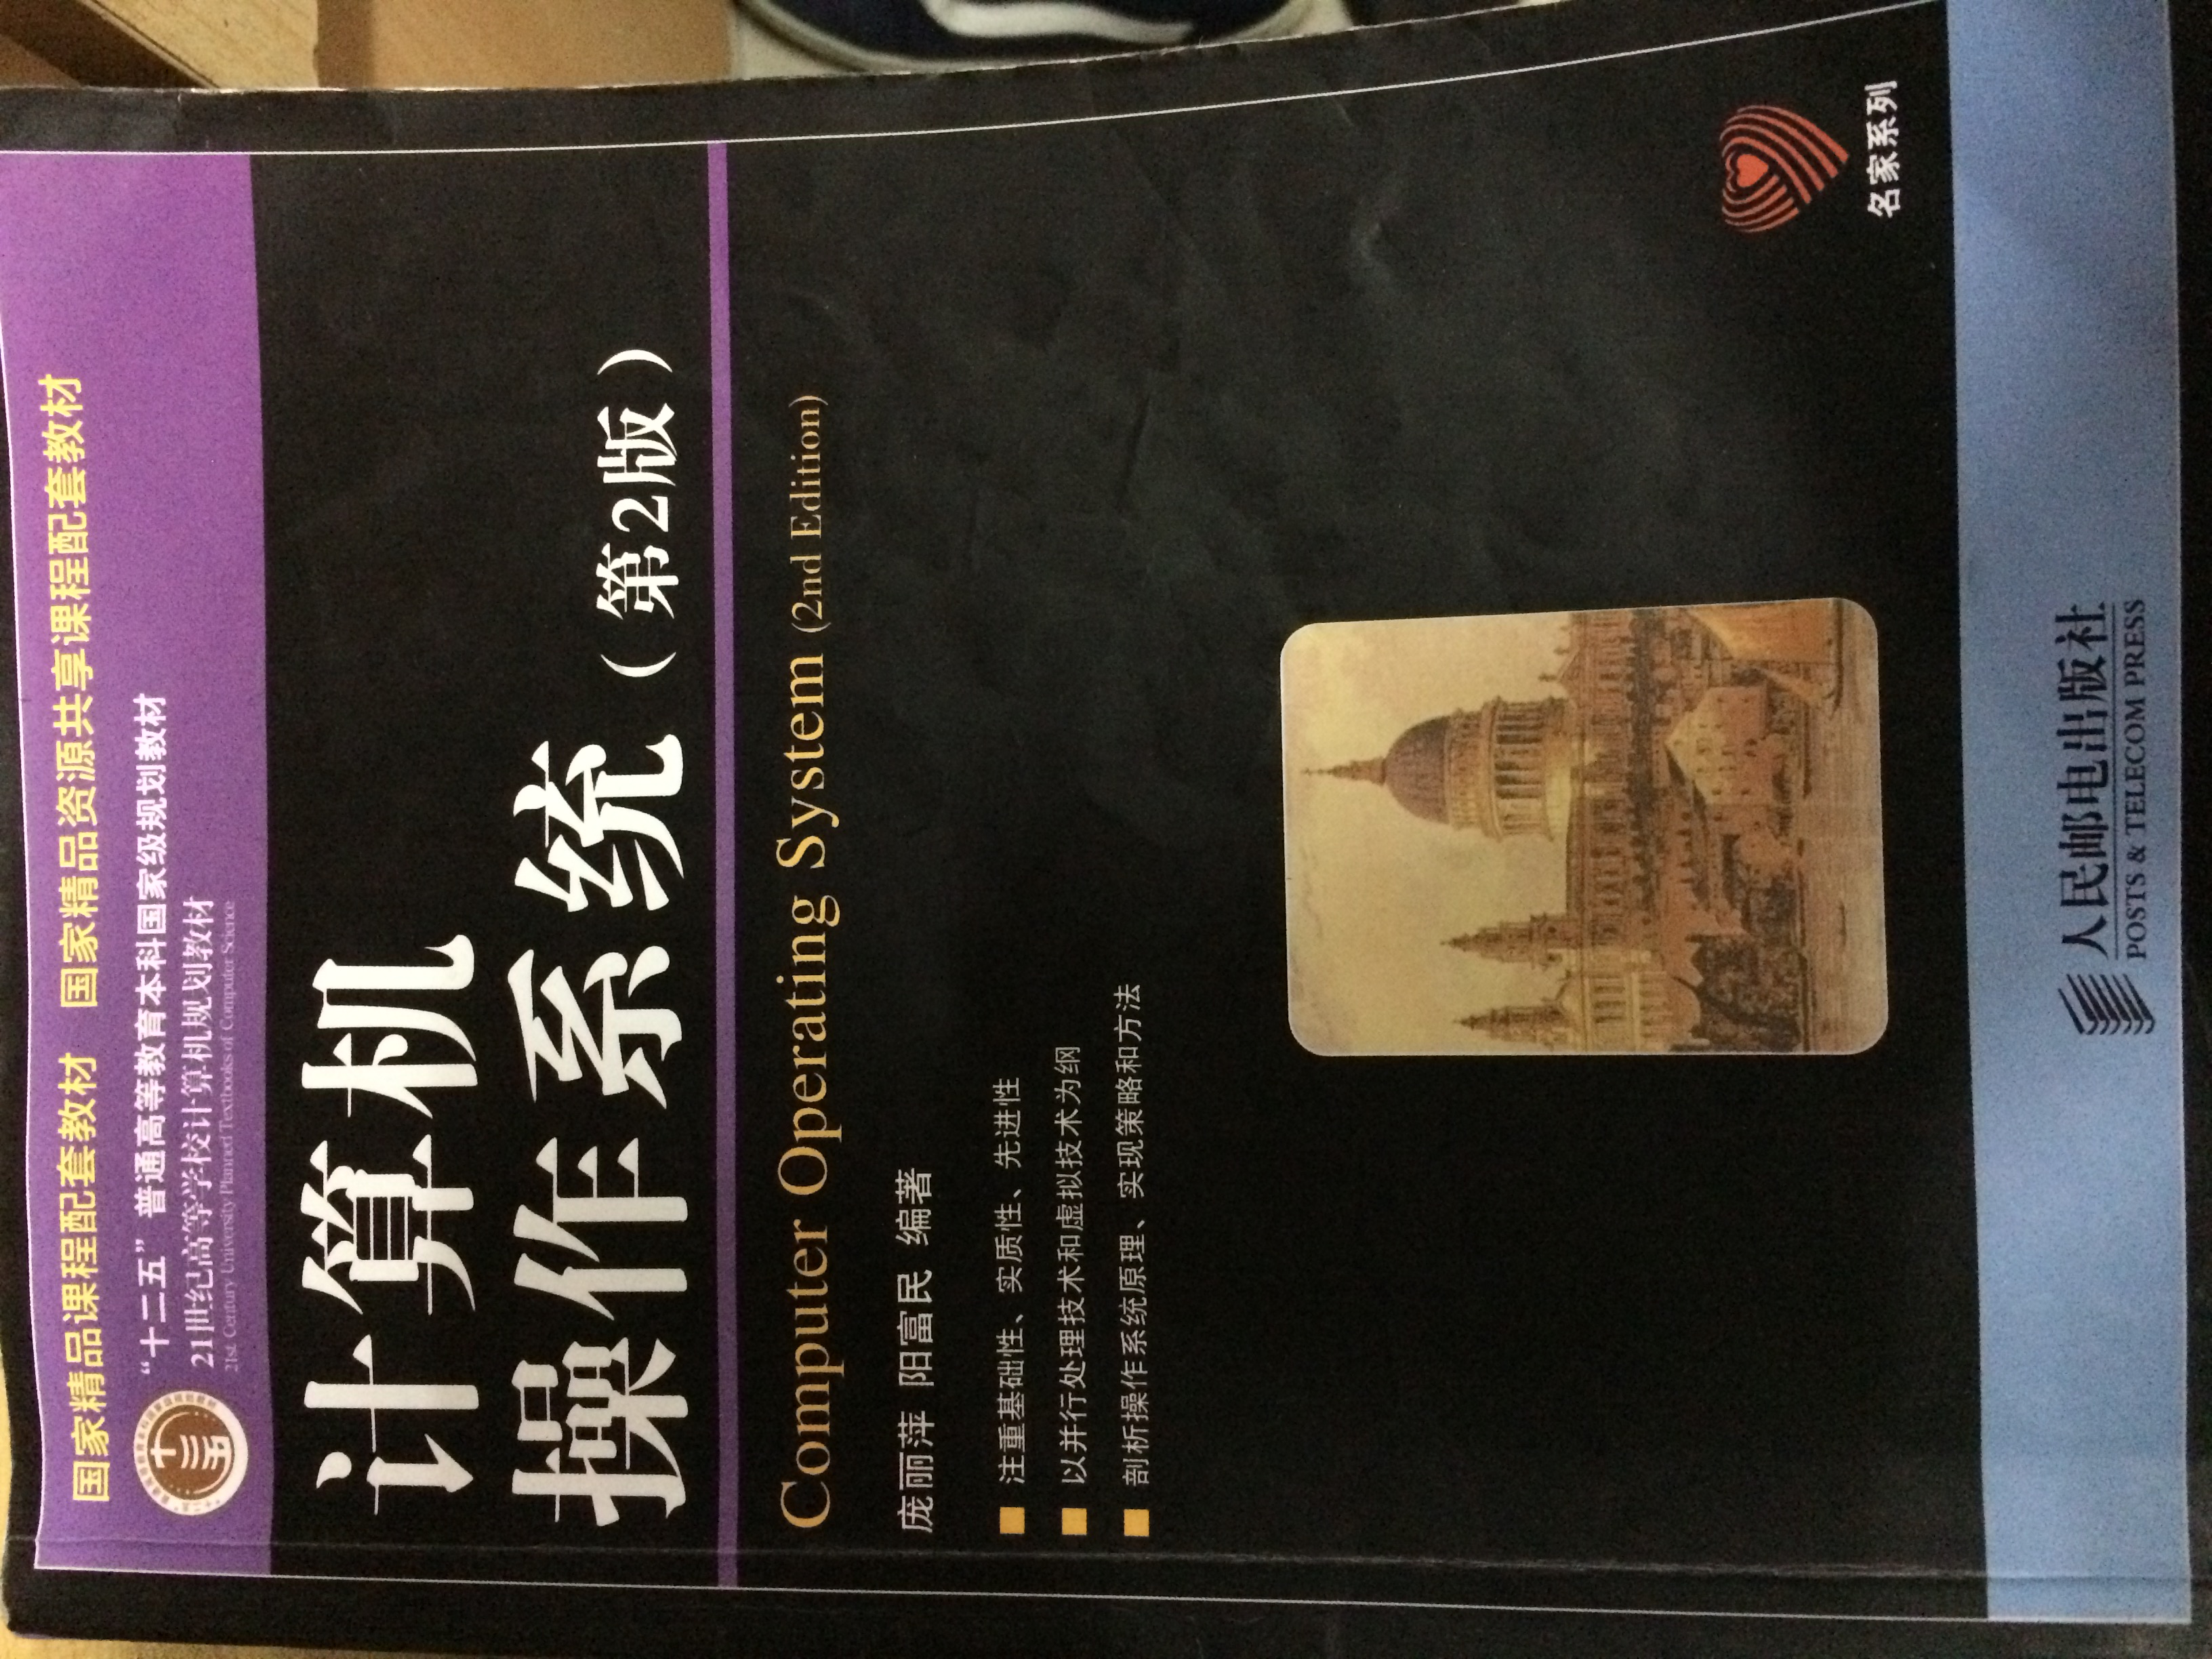 国家精品课程配套教材 国家精品资源共享课程配套教材
十二五
“十二五”普通高等教育本科国家级规划教材
21世纪高等学校计算机规划教材
21st Century University Planned Textbooks of Computer Science
计算机
操作系统（第2版）
Computer Operating System (2nd Edition)
庞丽萍 阳富民 编著
注重基础性、实质性、先进性
以并行处理技术和虚拟技术为纲
剖析操作系统原理、实现策略和方法
名家系列
人民邮电出版社
POSTS & TELECOM PRESS